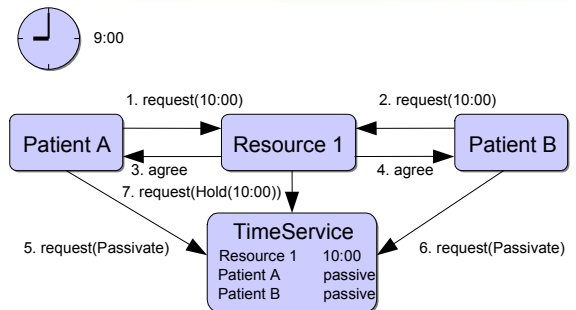 9:00
1. request(10:00)
2. request(10:00)
Patient A
Resource 1
Patient B
3. agree
4. agree
7. request(Hold(10:00))
5. request(Passivate)
6. request(Passivate)
TimeService
Resource 1 10:00
Patient A passive
Patient B passive